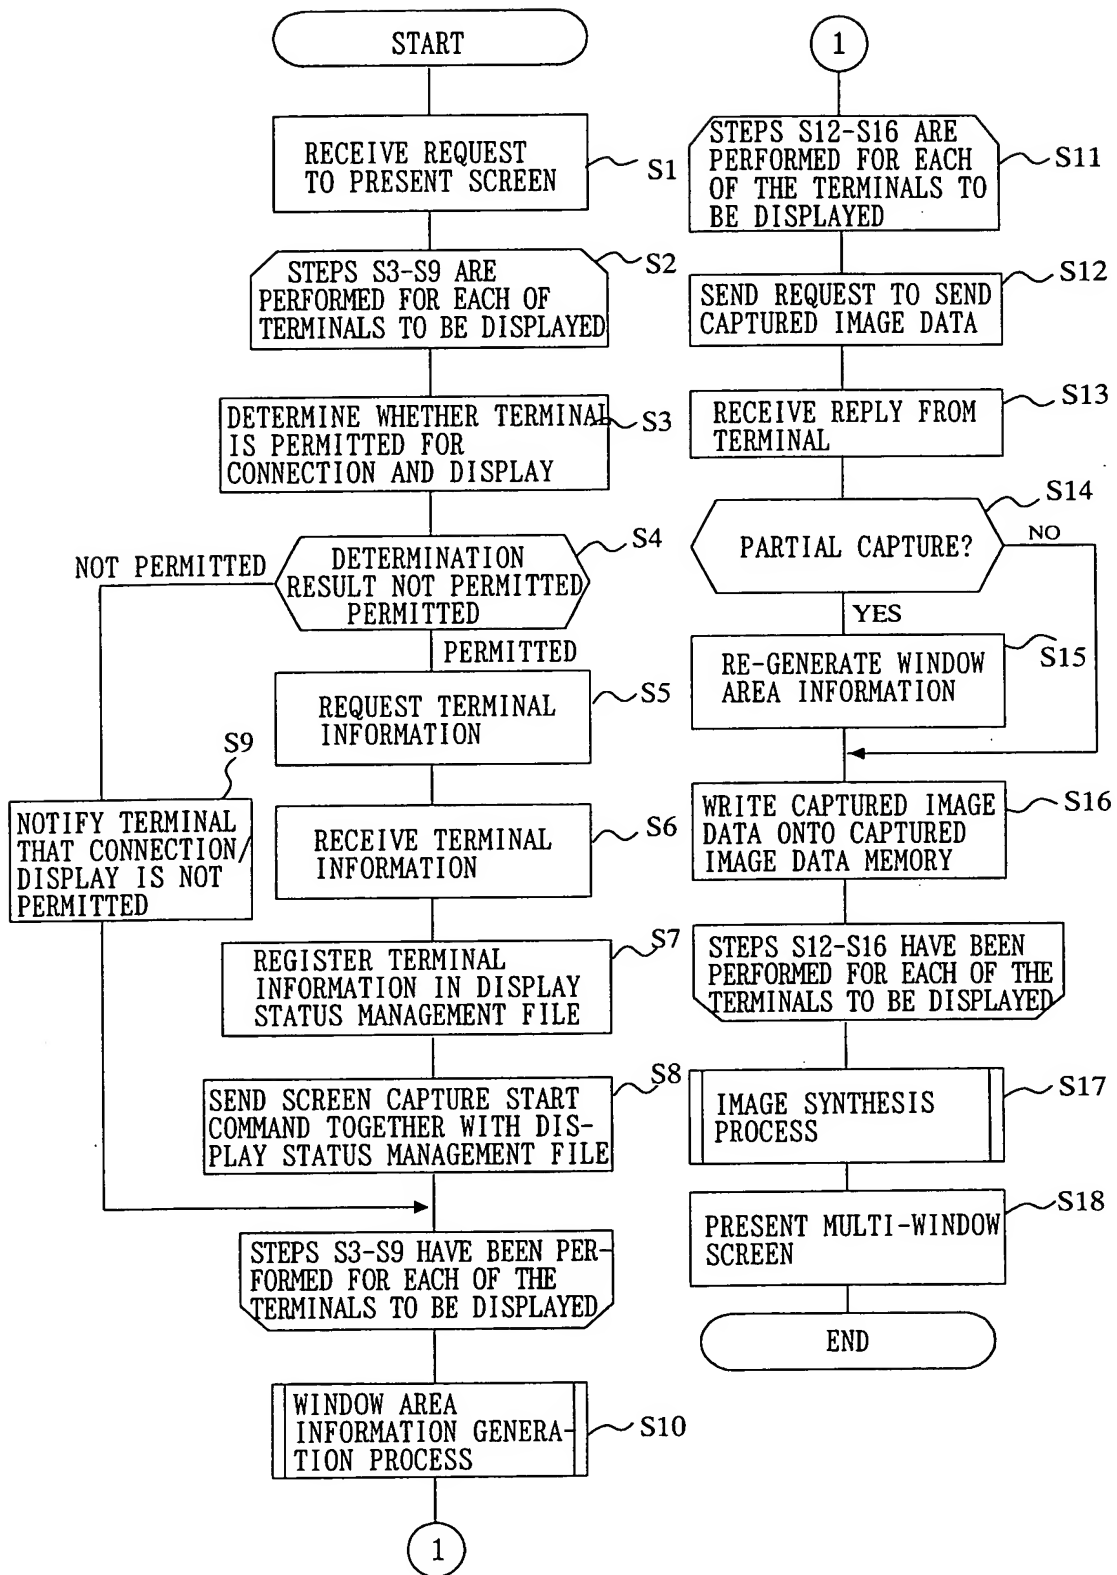 START
RECEIVE REQUEST
TO PRESENT SCREEN
S1
STEPS S3-S9 ARE
PERFORMED FOR EACH OF
TERMINALS TO BE DISPLAYED
S2
DETERMINE WHETHER TERMINAL
IS PERMITTED FOR
CONNECTION AND DISPLAY
S3
DETERMINATION
RESULT NOT PERMITTED
PERMITTED
S4
NOT PERMITTED
PERMITTED
REQUEST TERMINAL
INFORMATION
S5
RECEIVE TERMINAL
INFORMATION
S6
S9
NOTIFY TERMINAL
THAT CONNECTION/
DISPLAY IS NOT
PERMITTED
REGISTER TERMINAL
INFORMATION IN DISPLAY
STATUS MANAGEMENT FILE
S7
SEND SCREEN CAPTURE START
COMMAND TOGETHER WITH DIS-
PLAY STATUS MANAGEMENT FILE
S8
STEPS S3-S9 HAVE BEEN PER-
FORMED FOR EACH OF THE
TERMINALS TO BE DISPLAYED
WINDOW AREA
INFORMATION GENERA-
TION PROCESS
S10
1
1
STEPS S12-S16 ARE
PERFORMED FOR EACH
OF THE TERMINALS TO
BE DISPLAYED
S11
SEND REQUEST TO SEND
CAPTURED IMAGE DATA
S12
RECEIVE REPLY FROM
TERMINAL
S13
PARTIAL CAPTURE?
S14
NO
YES
RE-GENERATE WINDOW
AREA INFORMATION
S15
WRITE CAPTURED IMAGE
DATA ONTO CAPTURED
IMAGE DATA MEMORY
S16
STEPS S12-S16 HAVE BEEN
PERFORMED FOR EACH OF THE
TERMINALS TO BE DISPLAYED
IMAGE SYNTHESIS
PROCESS
S17
PRESENT MULTI-WINDOW
SCREEN
S18
END